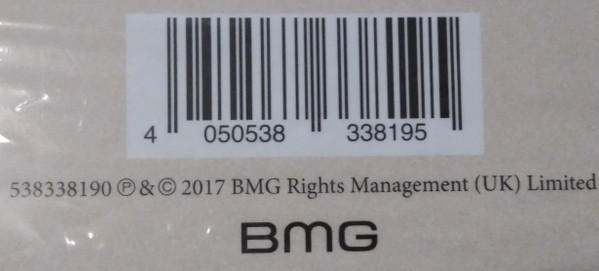 4 050538 338195
538338190 ℗ & © 2017 BMG Rights Management (UK) Limited
BMG